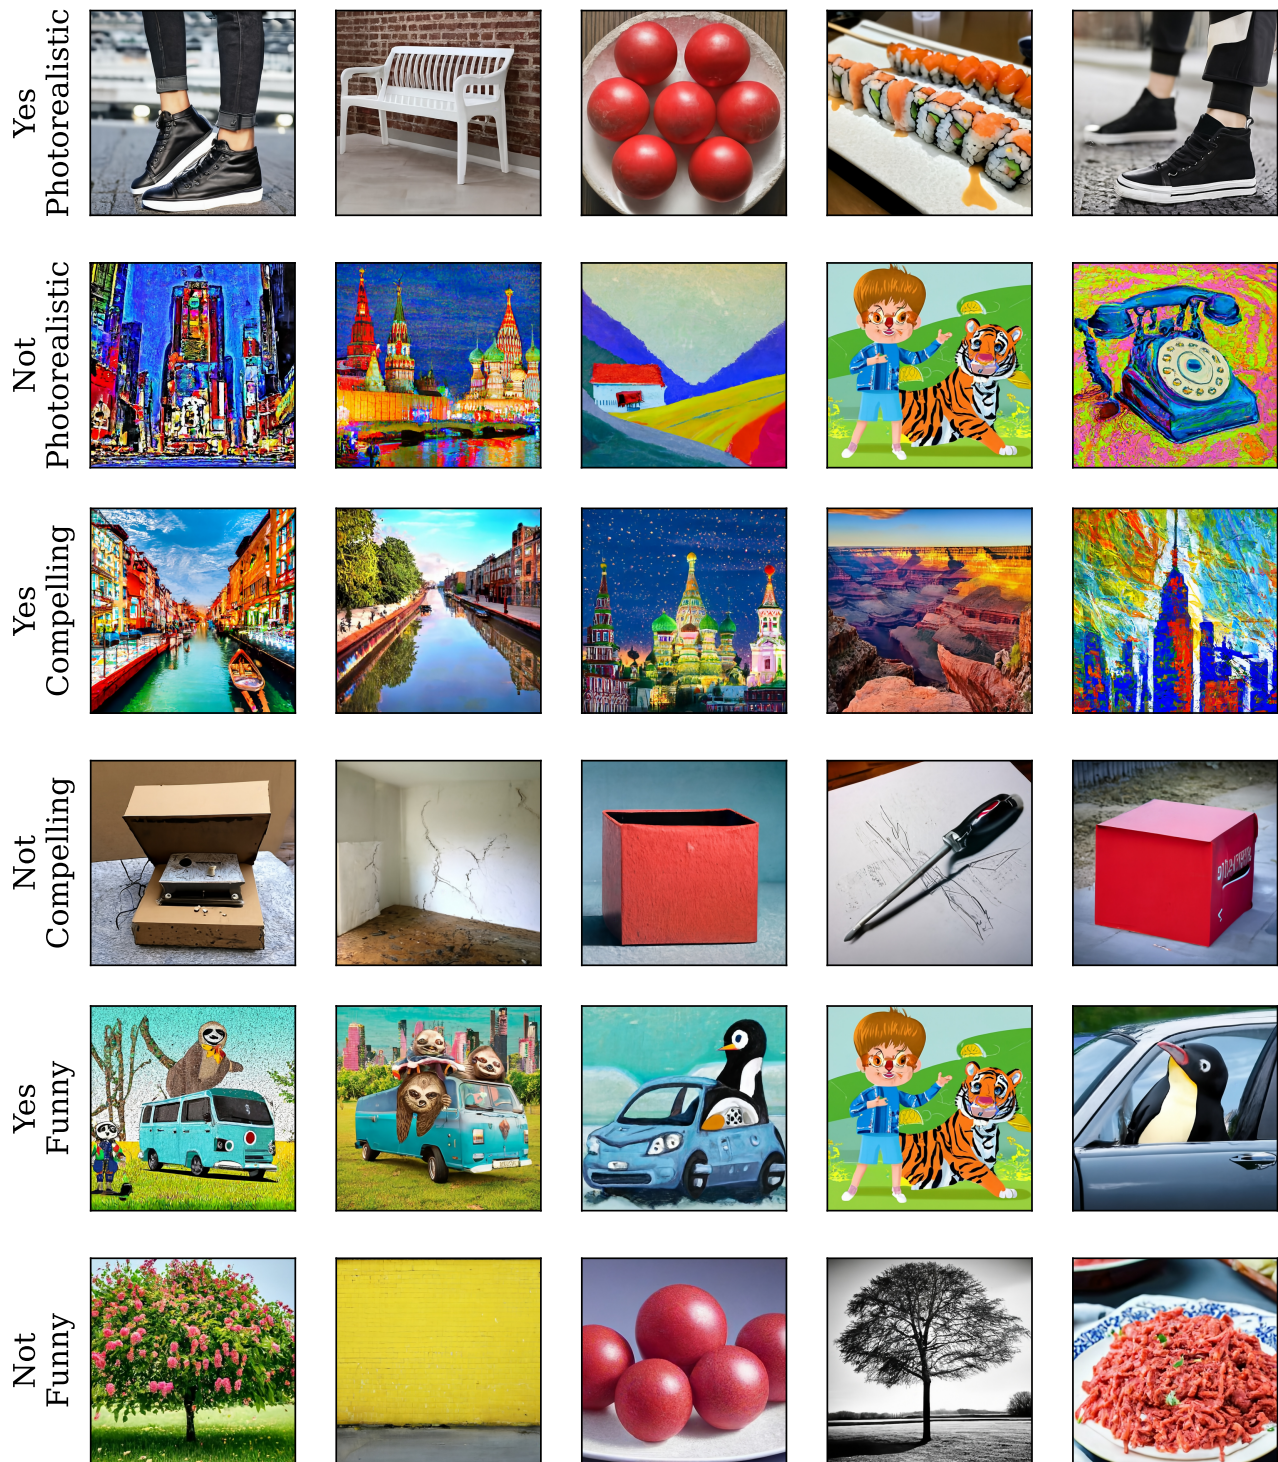 Yes
Photorealistic
Not
Photorealistic
Yes
Compelling
Not
Compelling
Yes
Funny
Not
Funny